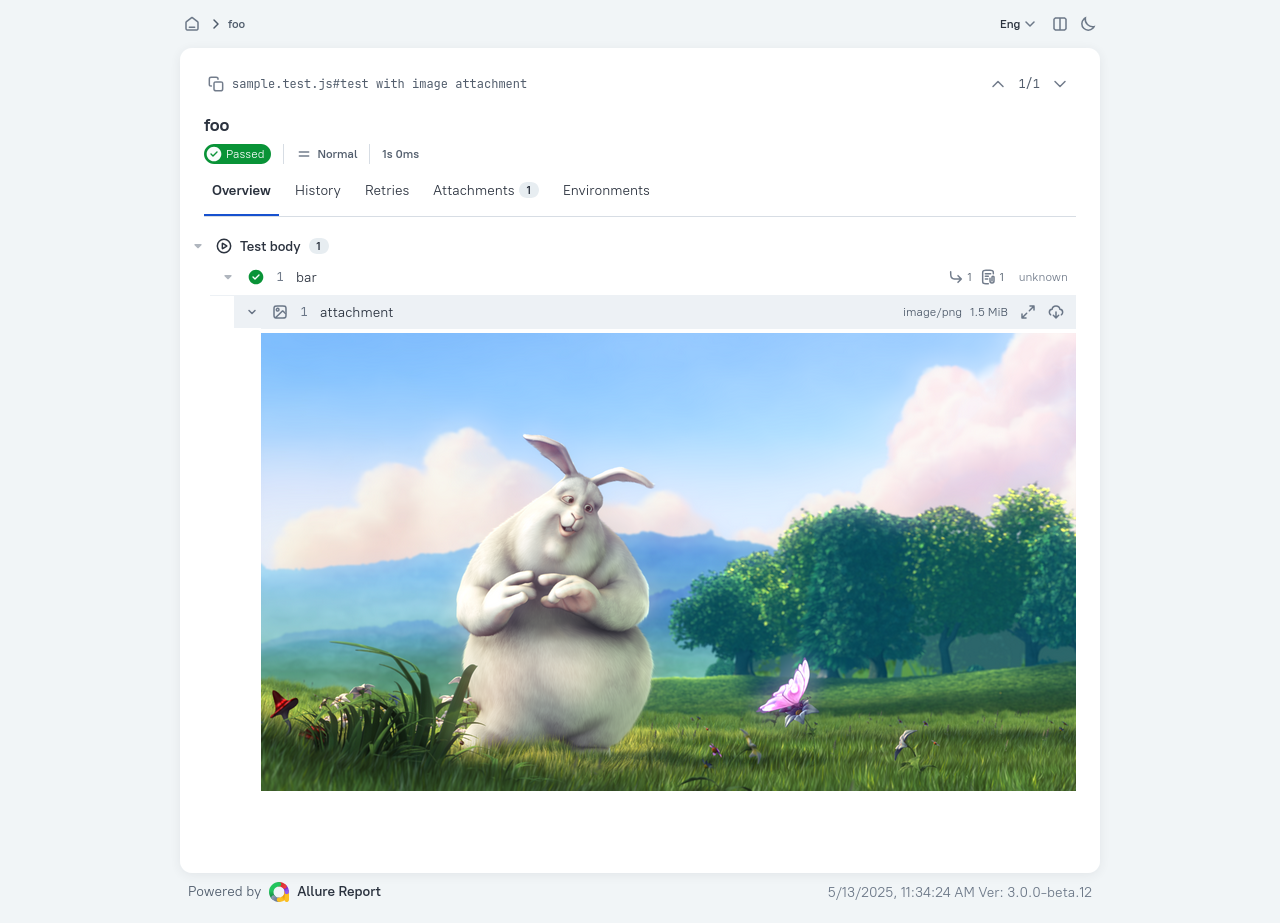 foo
Eng
sample.test.js#test with image attachment
1/1
foo
Passed
Normal
1s 0ms
Overview
History
Retries
Attachments 1
Environments
Test body 1
1 bar
1
1
unknown
1 attachment
image/png 1.5 MiB
Powered by Allure Report
5/13/2025, 11:34:24 AM Ver: 3.0.0-beta.12